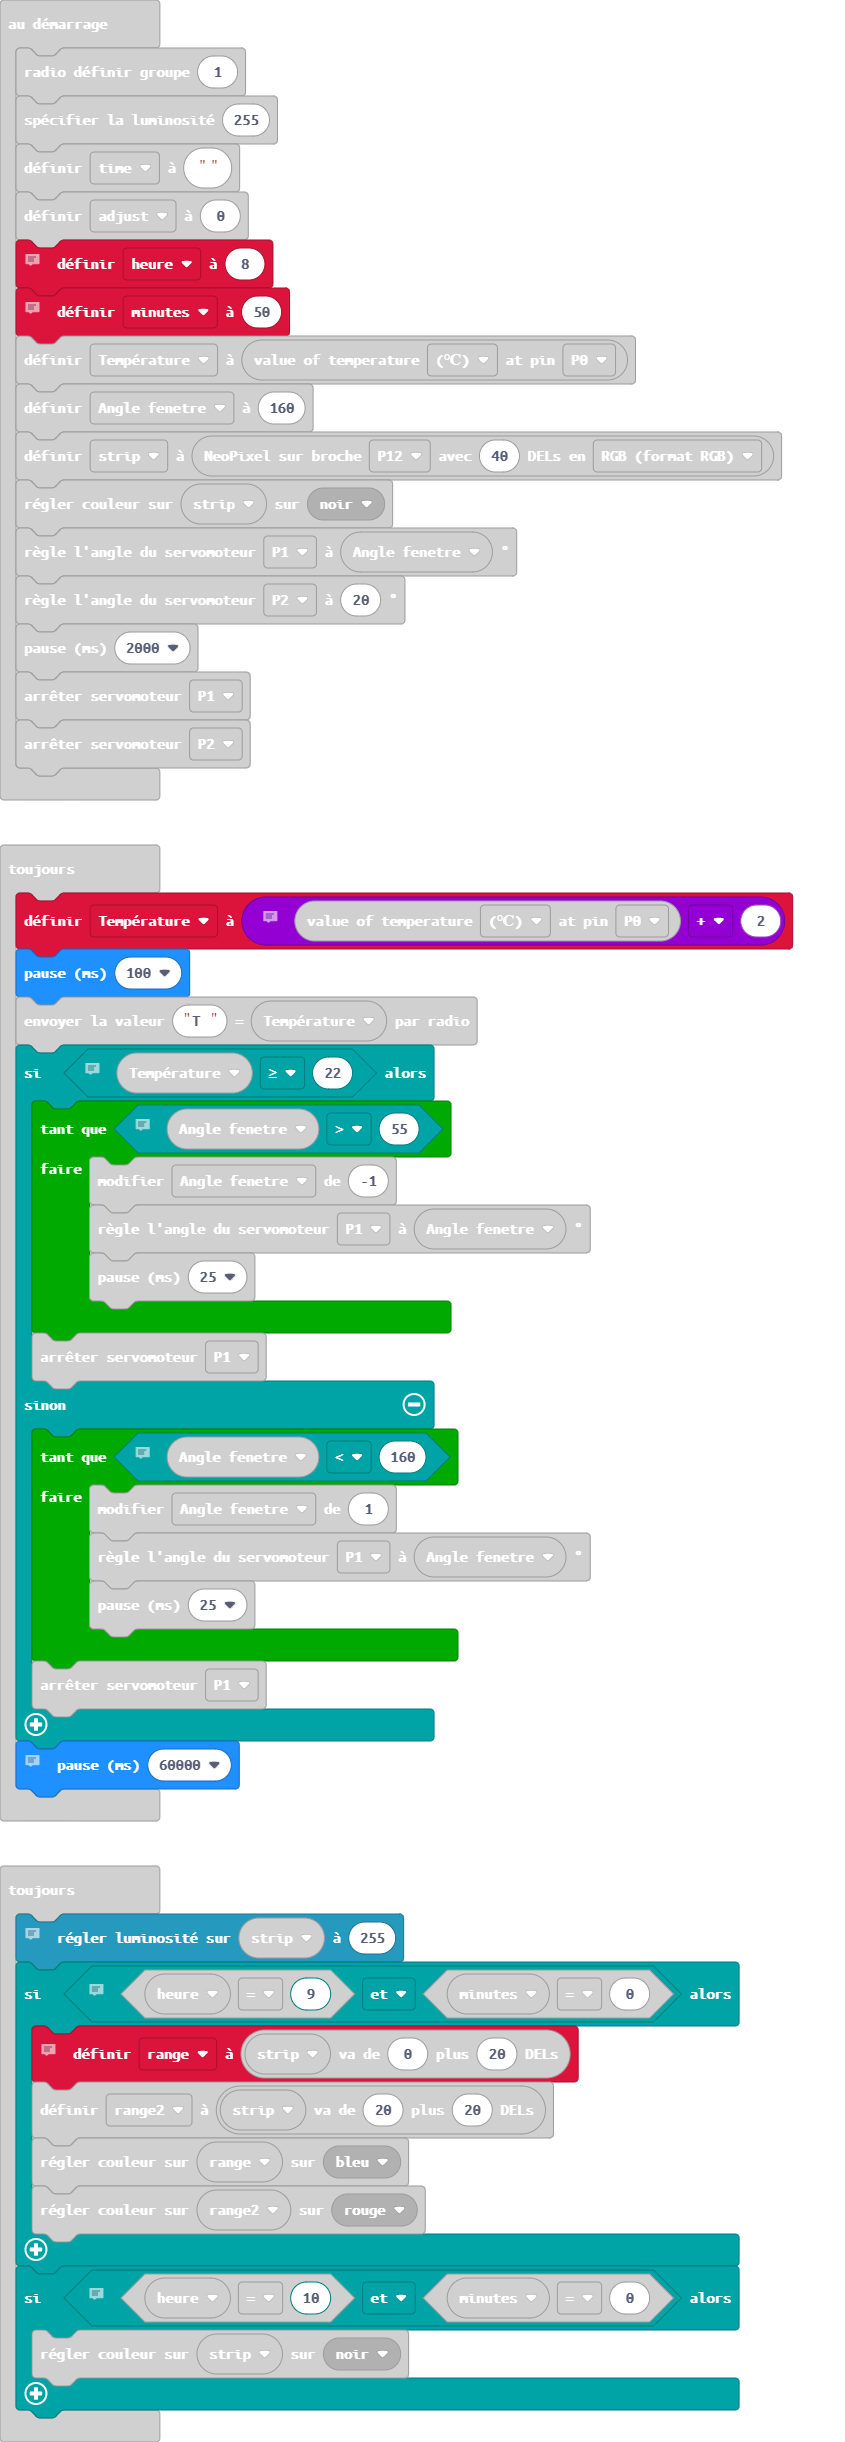 au démarrage
radio définir groupe 1
spécifier la luminosité 255
définir time à " "
définir adjust à 0
définir heure à 8
définir minutes à 50
définir Température à value of temperature (℃) at pin P0
définir Angle fenetre à 160
définir strip à NeoPixel sur broche P12 avec 40 DELs en RGB (format RGB)
régler couleur sur strip sur noir
règle l'angle du servomoteur P1 à Angle fenetre °
règle l'angle du servomoteur P2 à 20 °
pause (ms) 2000
arrêter servomoteur P1
arrêter servomoteur P2
toujours
définir Température à value of temperature (℃) at pin P0 + 2
pause (ms) 100
envoyer la valeur "T " = Température par radio
si Température ≥ 22 alors
tant que Angle fenetre > 55
faire
modifier Angle fenetre de -1
règle l'angle du servomoteur P1 à Angle fenetre °
pause (ms) 25
arrêter servomoteur P1
sinon
tant que Angle fenetre < 160
faire
modifier Angle fenetre de 1
règle l'angle du servomoteur P1 à Angle fenetre °
pause (ms) 25
arrêter servomoteur P1
pause (ms) 60000
toujours
régler luminosité sur strip à 255
si heure = 9 et minutes = 0 alors
définir range à strip va de 0 plus 20 DELs
définir range2 à strip va de 20 plus 20 DELs
régler couleur sur range sur bleu
régler couleur sur range2 sur rouge
si heure = 10 et minutes = 0 alors
régler couleur sur strip sur noir